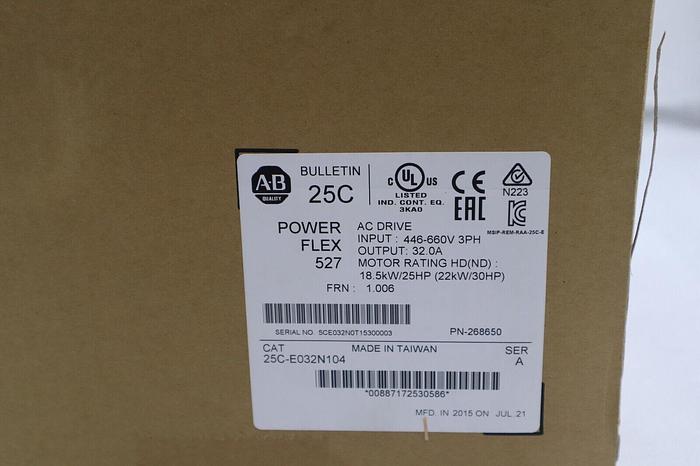 A-B
QUALITY
BULLETIN
25C
C UL US
LISTED
IND. CONT. EQ.
3KA0
CE
EAC
N223
KC
MSIP-REM-RAA-25C-E
POWER
FLEX
527
AC DRIVE
INPUT : 446-660V 3PH
OUTPUT: 32.0A
MOTOR RATING HD(ND) :
18.5kW/25HP (22kW/30HP)
FRN : 1.006
SERIAL NO. 5CE032N0T15300003
PN-268650
CAT
MADE IN TAIWAN
SER
25C-E032N104
A
*00887172530586*
MFD. IN 2015 ON JUL .21